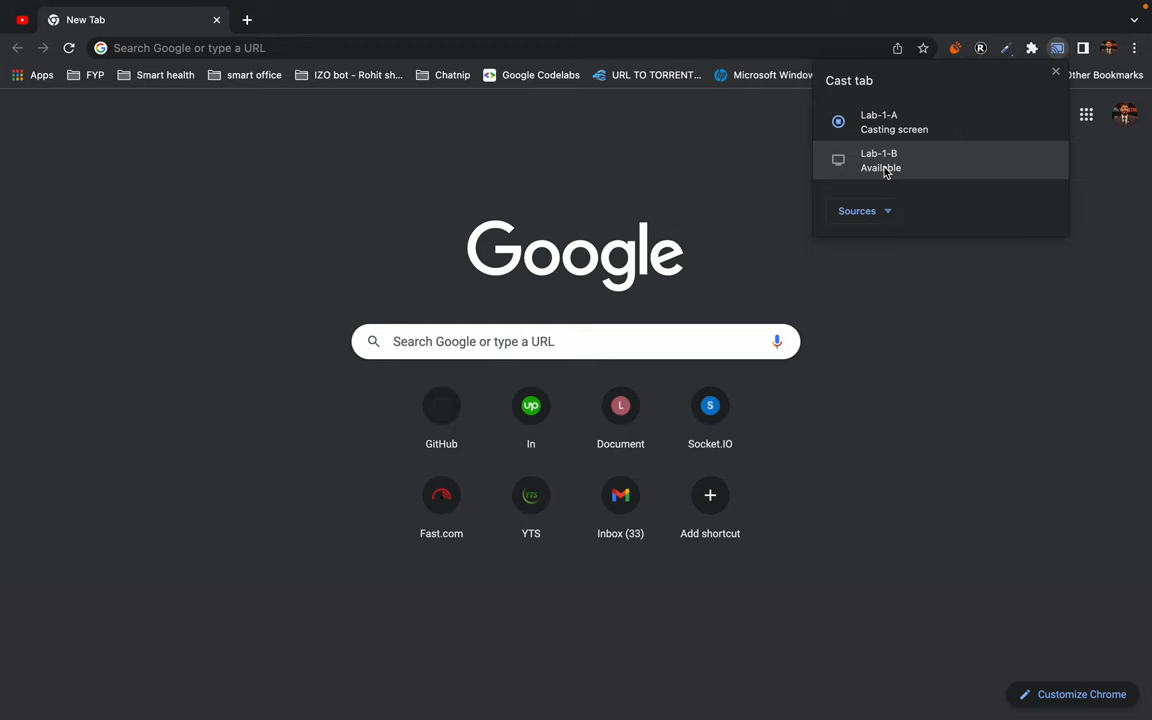 New Tab
Search Google or type a URL
Apps FYP Smart health smart office IZO bot - Rohit sh... Chatnip Google Codelabs URL TO TORRENT... Microsoft Window Other Bookmarks
Cast tab
Lab-1-A
Casting screen
Lab-1-B
Available
Sources
Google
Search Google or type a URL
GitHub In Document Socket.IO
Fast.com YTS Inbox (33) Add shortcut
Customize Chrome